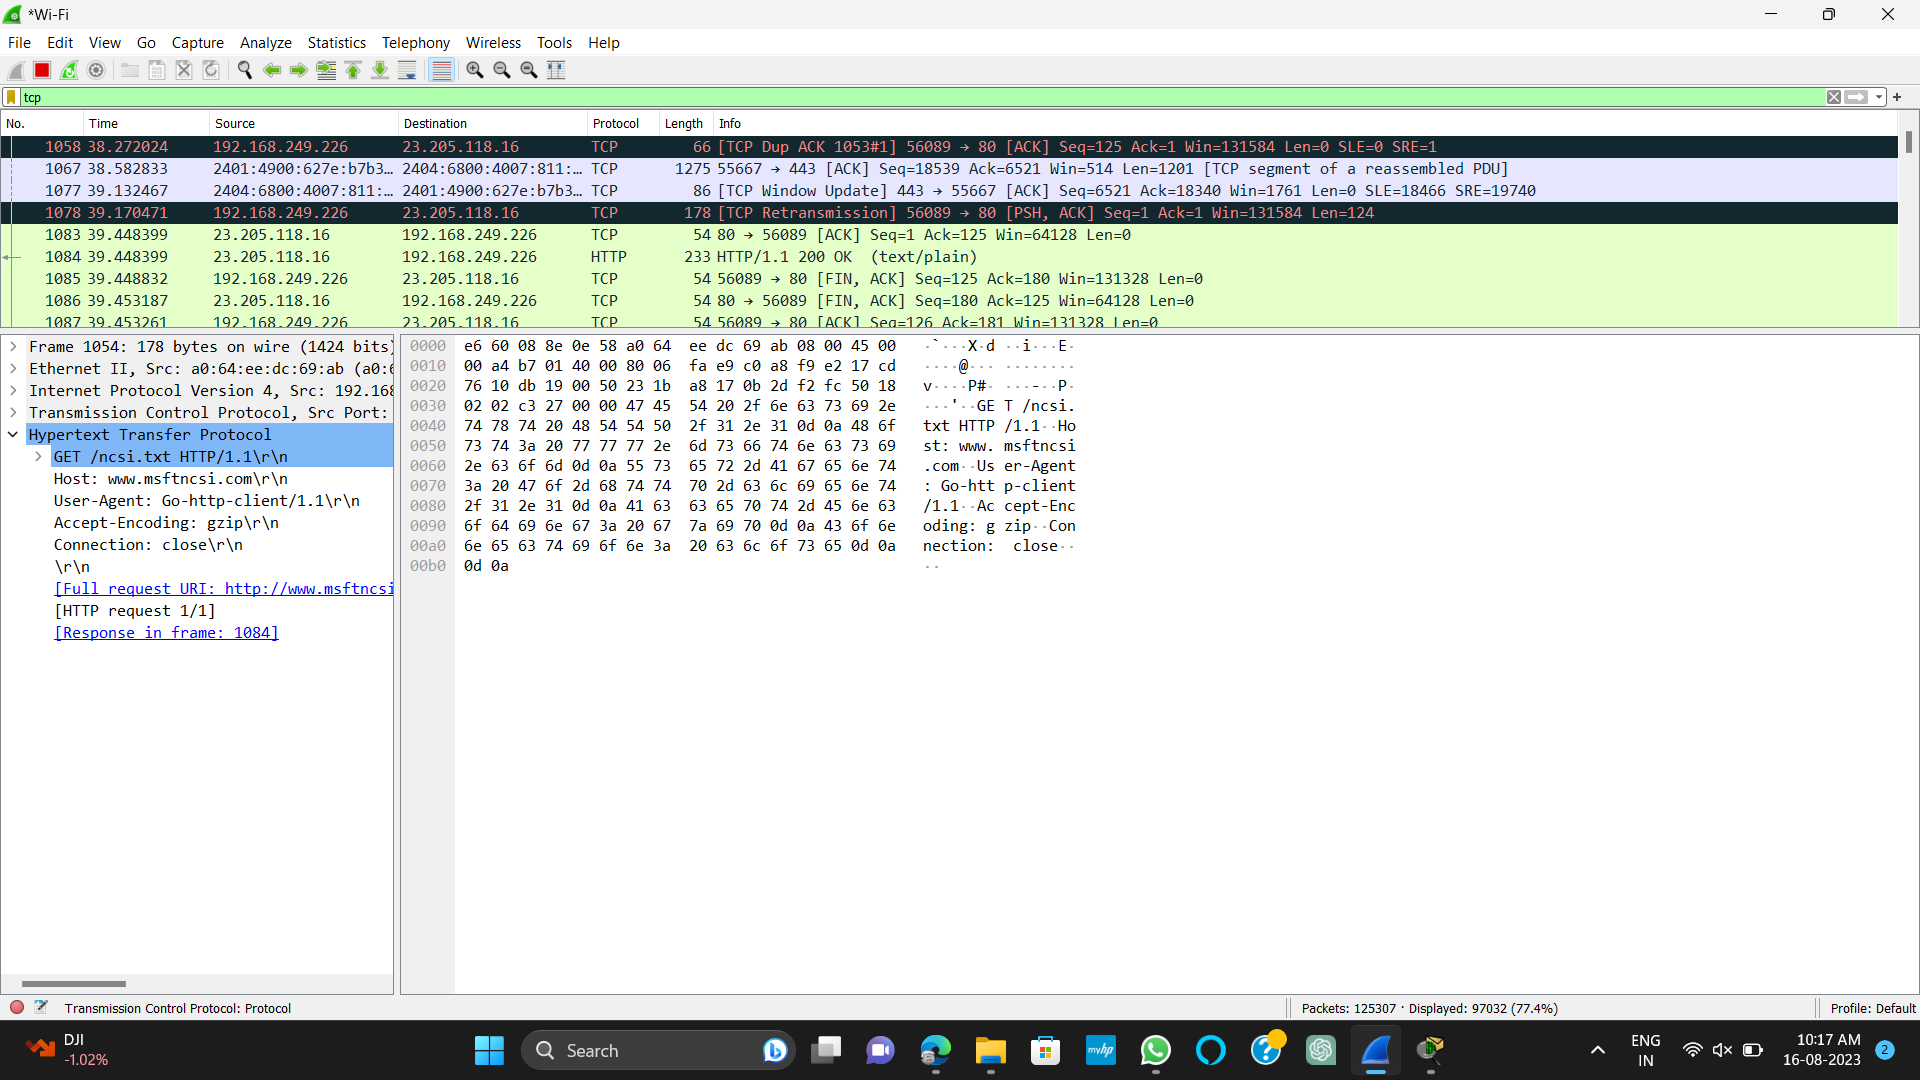 *Wi-Fi
File Edit View Go Capture Analyze Statistics Telephony Wireless Tools Help
tcp
No. Time Source Destination Protocol Length Info
1058 38.272024 192.168.249.226 23.205.118.16 TCP 66 [TCP Dup ACK 1053#1] 56089 → 80 [ACK] Seq=125 Ack=1 Win=131584 Len=0 SLE=0 SRE=1
1067 38.582833 2401:4900:627e:b7b3… 2404:6800:4007:811:… TCP 1275 55667 → 443 [ACK] Seq=18539 Ack=6521 Win=514 Len=1201 [TCP segment of a reassembled PDU]
1077 39.132467 2404:6800:4007:811:… 2401:4900:627e:b7b3… TCP 86 [TCP Window Update] 443 → 55667 [ACK] Seq=6521 Ack=18340 Win=1761 Len=0 SLE=18466 SRE=19740
1078 39.170471 192.168.249.226 23.205.118.16 TCP 178 [TCP Retransmission] 56089 → 80 [PSH, ACK] Seq=1 Ack=1 Win=131584 Len=124
1083 39.448399 23.205.118.16 192.168.249.226 TCP 54 80 → 56089 [ACK] Seq=1 Ack=125 Win=64128 Len=0
1084 39.448399 23.205.118.16 192.168.249.226 HTTP 233 HTTP/1.1 200 OK (text/plain)
1085 39.448832 192.168.249.226 23.205.118.16 TCP 54 56089 → 80 [FIN, ACK] Seq=125 Ack=180 Win=131328 Len=0
1086 39.453187 23.205.118.16 192.168.249.226 TCP 54 80 → 56089 [FIN, ACK] Seq=180 Ack=125 Win=64128 Len=0
1087 39.453261 192.168.249.226 23.205.118.16 TCP 54 56089 → 80 [ACK] Seq=126 Ack=181 Win=131328 Len=0
Frame 1054: 178 bytes on wire (1424 bits)
Ethernet II, Src: a0:64:ee:dc:69:ab (a0:6
Internet Protocol Version 4, Src: 192.168
Transmission Control Protocol, Src Port:
Hypertext Transfer Protocol
GET /ncsi.txt HTTP/1.1\r\n
Host: www.msftncsi.com\r\n
User-Agent: Go-http-client/1.1\r\n
Accept-Encoding: gzip\r\n
Connection: close\r\n
\r\n
[Full request URI: http://www.msftncsi
[HTTP request 1/1]
[Response in frame: 1084]
0000 e6 60 08 8e 0e 58 a0 64 ee dc 69 ab 08 00 45 00 ·`···X·d ··i···E·
0010 00 a4 b7 01 40 00 80 06 fa e9 c0 a8 f9 e2 17 cd ····@··· ········
0020 76 10 db 19 00 50 23 1b a8 17 0b 2d f2 fc 50 18 v····P#· ···-··P·
0030 02 02 c3 27 00 00 47 45 54 20 2f 6e 63 73 69 2e ···'··GE T /ncsi.
0040 74 78 74 20 48 54 54 50 2f 31 2e 31 0d 0a 48 6f txt HTTP /1.1··Ho
0050 73 74 3a 20 77 77 77 2e 6d 73 66 74 6e 63 73 69 st: www. msftncsi
0060 2e 63 6f 6d 0d 0a 55 73 65 72 2d 41 67 65 6e 74 .com··Us er-Agent
0070 3a 20 47 6f 2d 68 74 74 70 2d 63 6c 69 65 6e 74 : Go-htt p-client
0080 2f 31 2e 31 0d 0a 41 63 63 65 70 74 2d 45 6e 63 /1.1··Ac cept-Enc
0090 6f 64 69 6e 67 3a 20 67 7a 69 70 0d 0a 43 6f 6e oding: g zip··Con
00a0 6e 65 63 74 69 6f 6e 3a 20 63 6c 6f 73 65 0d 0a nection: close··
00b0 0d 0a ··
Transmission Control Protocol: Protocol
Packets: 125307 · Displayed: 97032 (77.4%)
Profile: Default
DJI
-1.02%
Search
myhp
ENG
IN
10:17 AM
16-08-2023
2